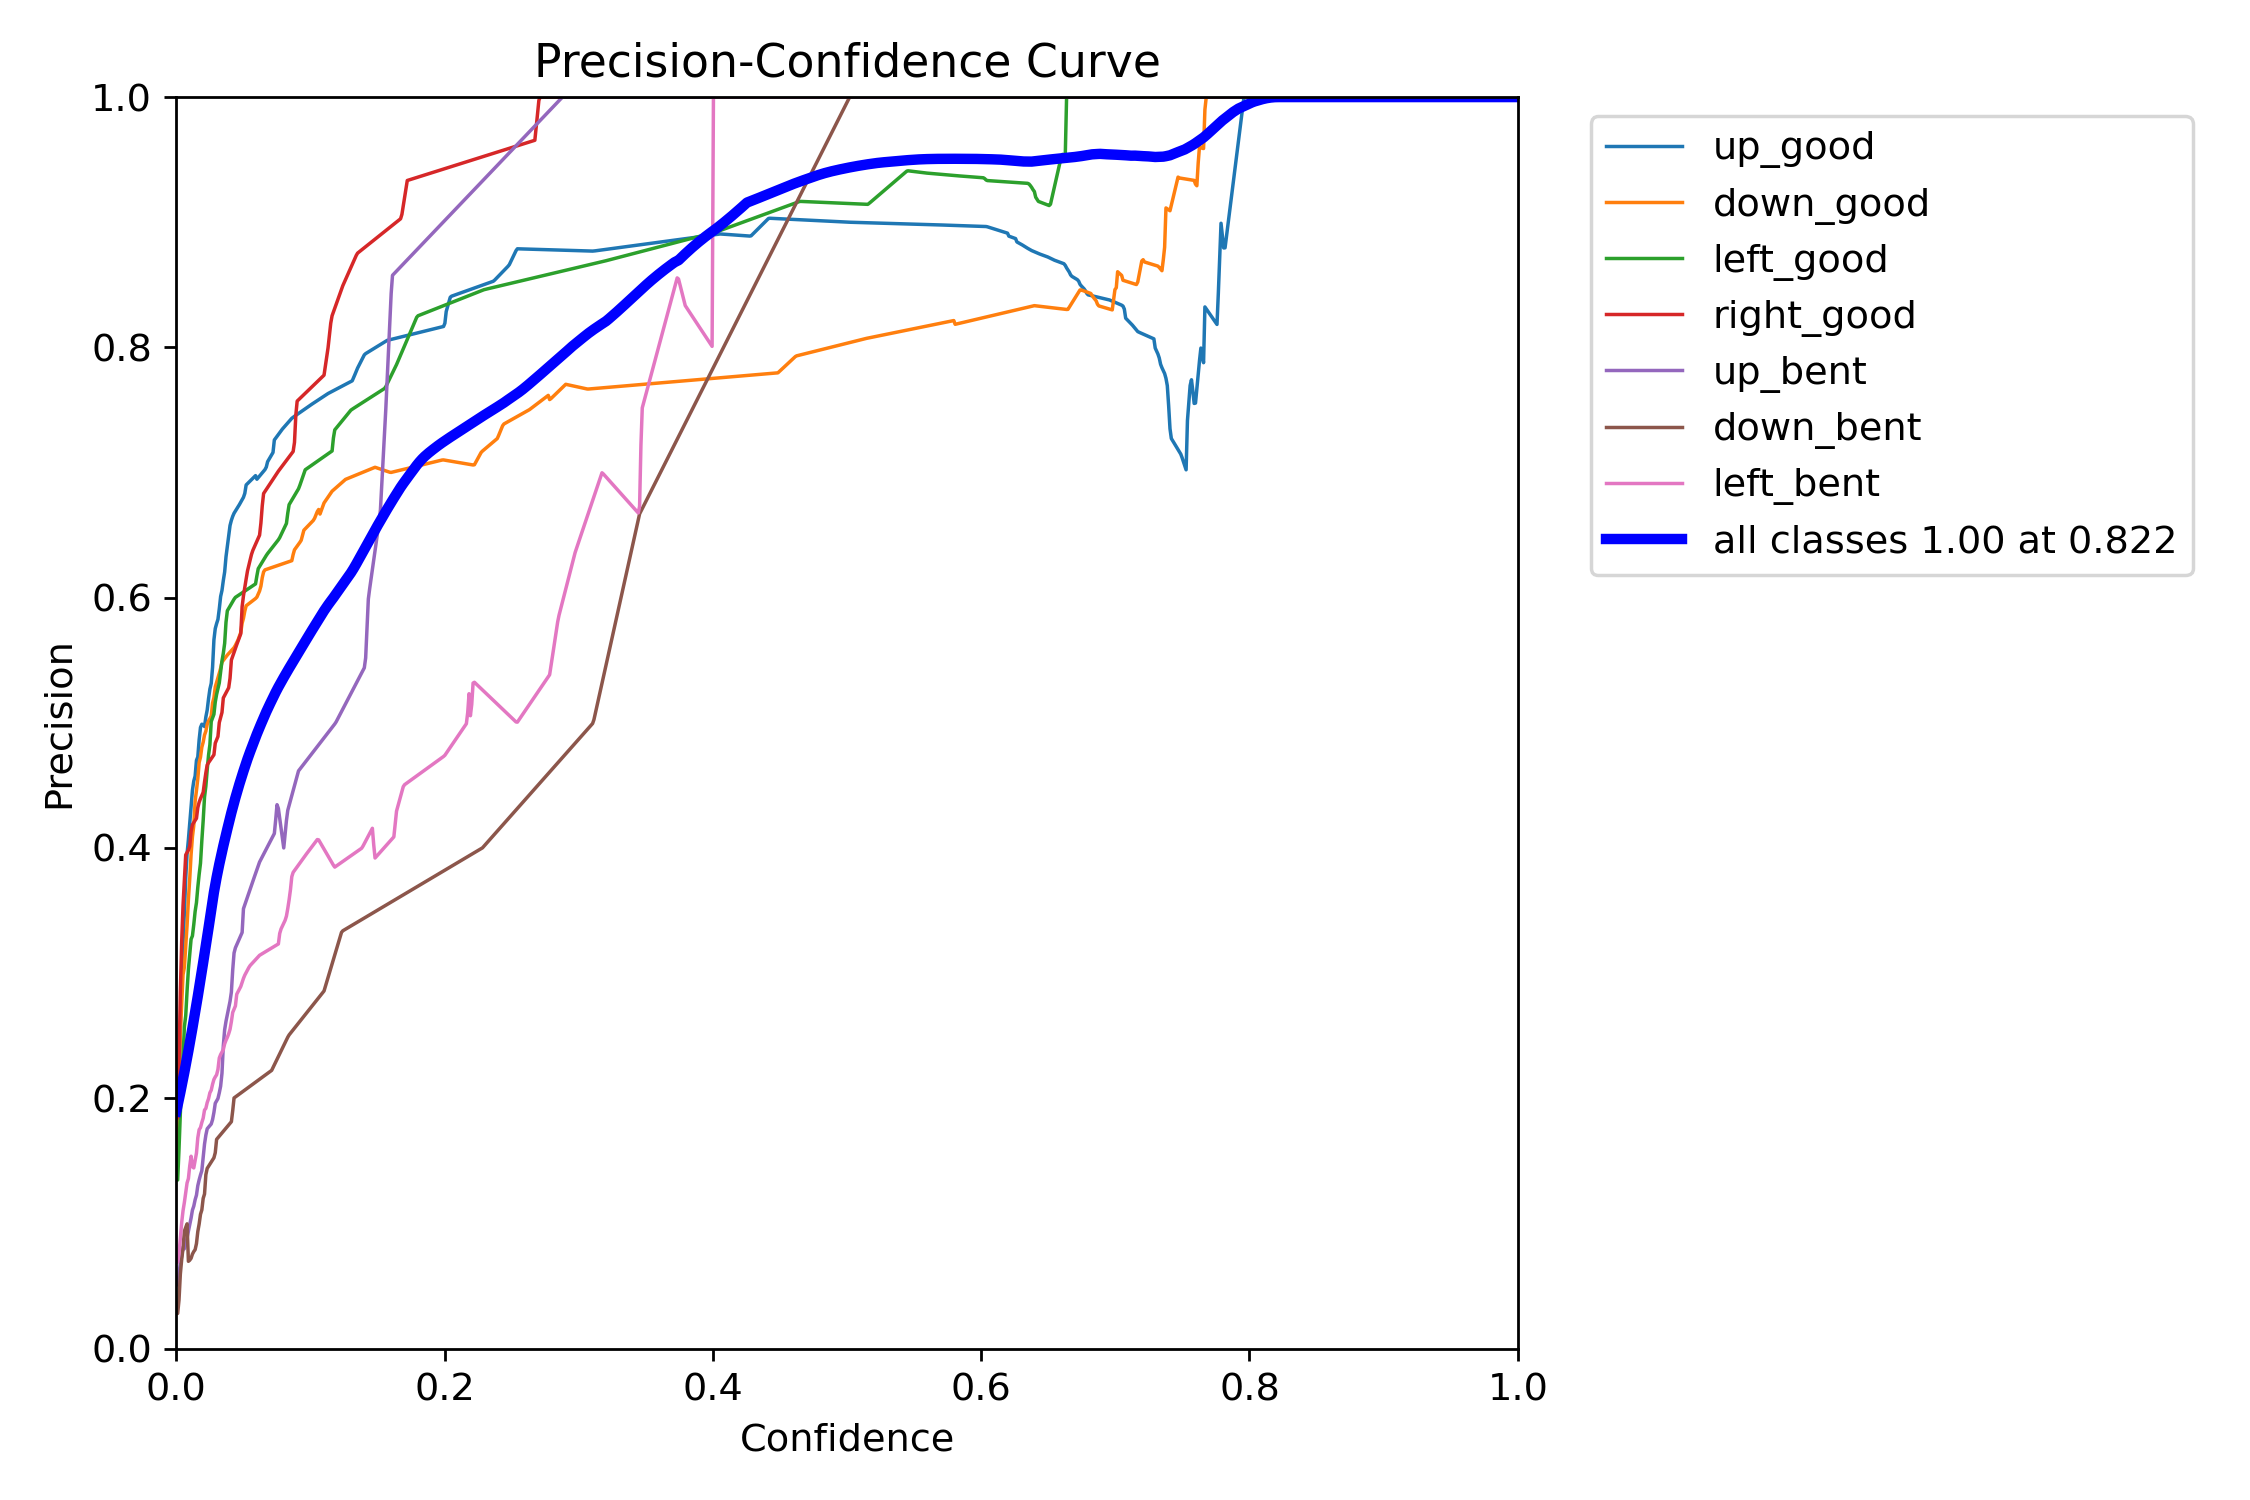 Precision-Confidence Curve
1.0
0.8
0.6
0.4
0.2
0.0
Precision
0.0 0.2 0.4 0.6 0.8 1.0
Confidence
up_good
down_good
left_good
right_good
up_bent
down_bent
left_bent
all classes 1.00 at 0.822